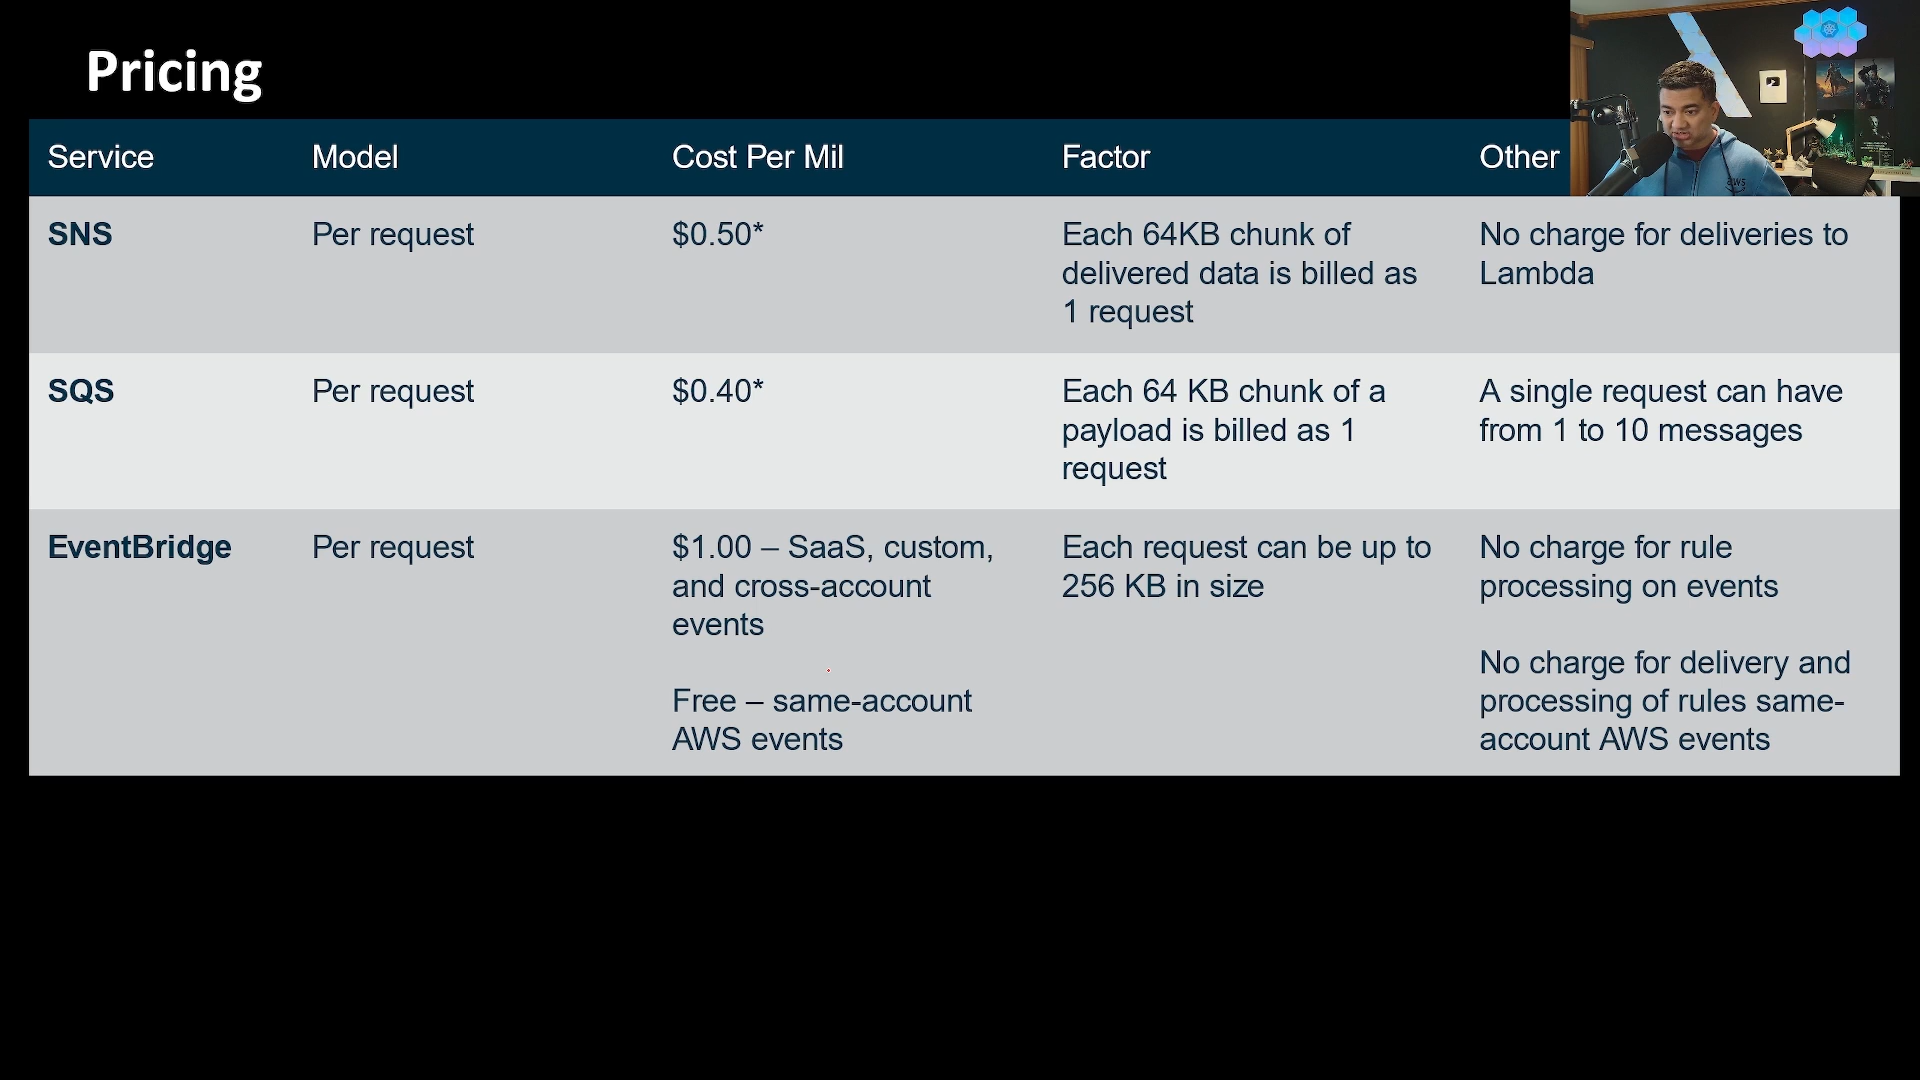 Pricing
Service Model Cost Per Mil Factor Other
SNS Per request $0.50* Each 64KB chunk of No charge for deliveries to
delivered data is billed as Lambda
1 request
SQS Per request $0.40* Each 64 KB chunk of a A single request can have
payload is billed as 1 from 1 to 10 messages
request
EventBridge Per request $1.00 – SaaS, custom, Each request can be up to No charge for rule
and cross-account 256 KB in size processing on events
events
No charge for delivery and
Free – same-account processing of rules same-
AWS events account AWS events
aws